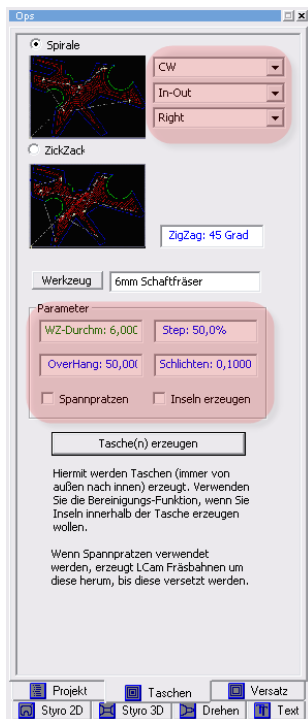 Ops
Spirale
CW
In-Out
Right
ZickZack
ZigZag: 45 Grad
Werkzeug
6mm Schaftfräser
Parameter
WZ-Durchm: 6,000
Step: 50,0%
OverHang: 50,000
Schlichten: 0,1000
Spannpratzen
Inseln erzeugen
Tasche(n) erzeugen
Hiermit werden Taschen (immer von
außen nach innen) erzeugt. Verwenden
Sie die Bereinigungs-Funktion, wenn Sie
Inseln innerhalb der Tasche erzeugen
wollen.
Wenn Spannpratzen verwendet
werden, erzeugt LCam Fräsbahnen um
diese herum, bis diese versetzt werden.
Projekt
Taschen
Versatz
Styro 2D
Styro 3D
Drehen
Text